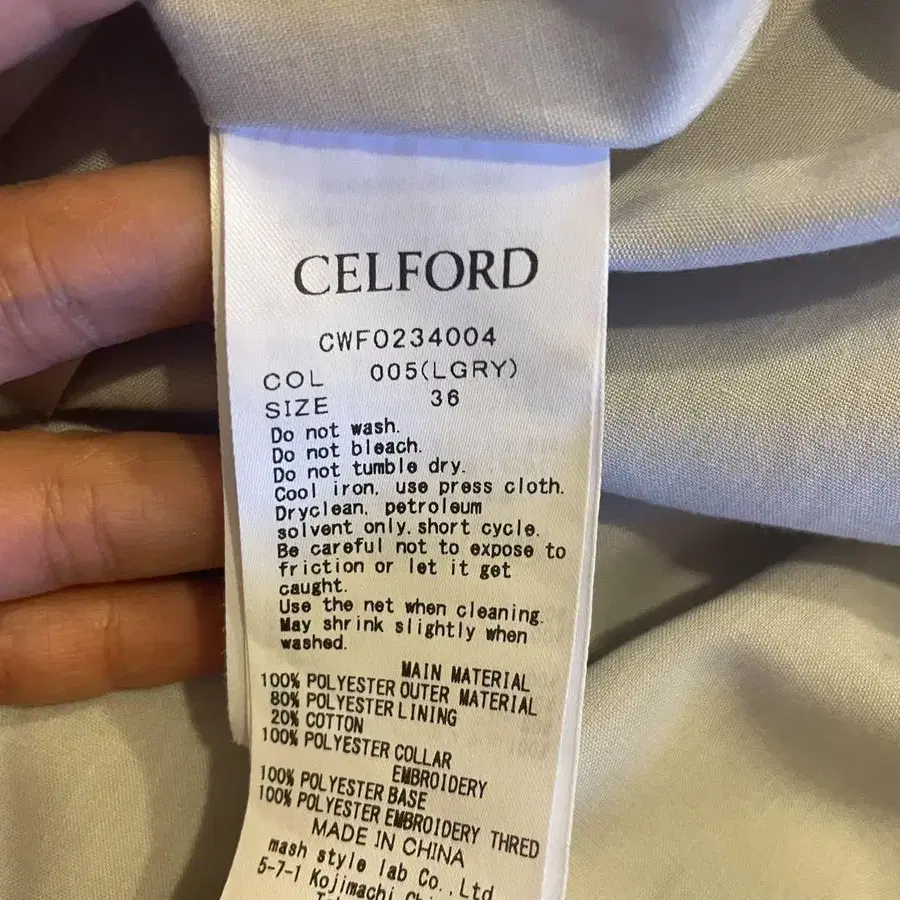 CELFORD
CWF0234004
COL 005(LGRY)
SIZE 36
Do not wash.
Do not bleach.
Do not tumble dry.
Cool iron, use press cloth.
Dryclean, petroleum
solvent only.short cycle.
Be careful not to expose to
friction or let it get
caught.
Use the net when cleaning.
May shrink slightly when
washed.
MAIN MATERIAL
100% POLYESTER OUTER MATERIAL
80% POLYESTER LINING
20% COTTON
100% POLYESTER COLLAR
EMBROIDERY
100% POLYESTER BASE
100% POLYESTER EMBROIDERY THRED
MADE IN CHINA
mash style lab Co.,Ltd
5-7-1 Kojimachi